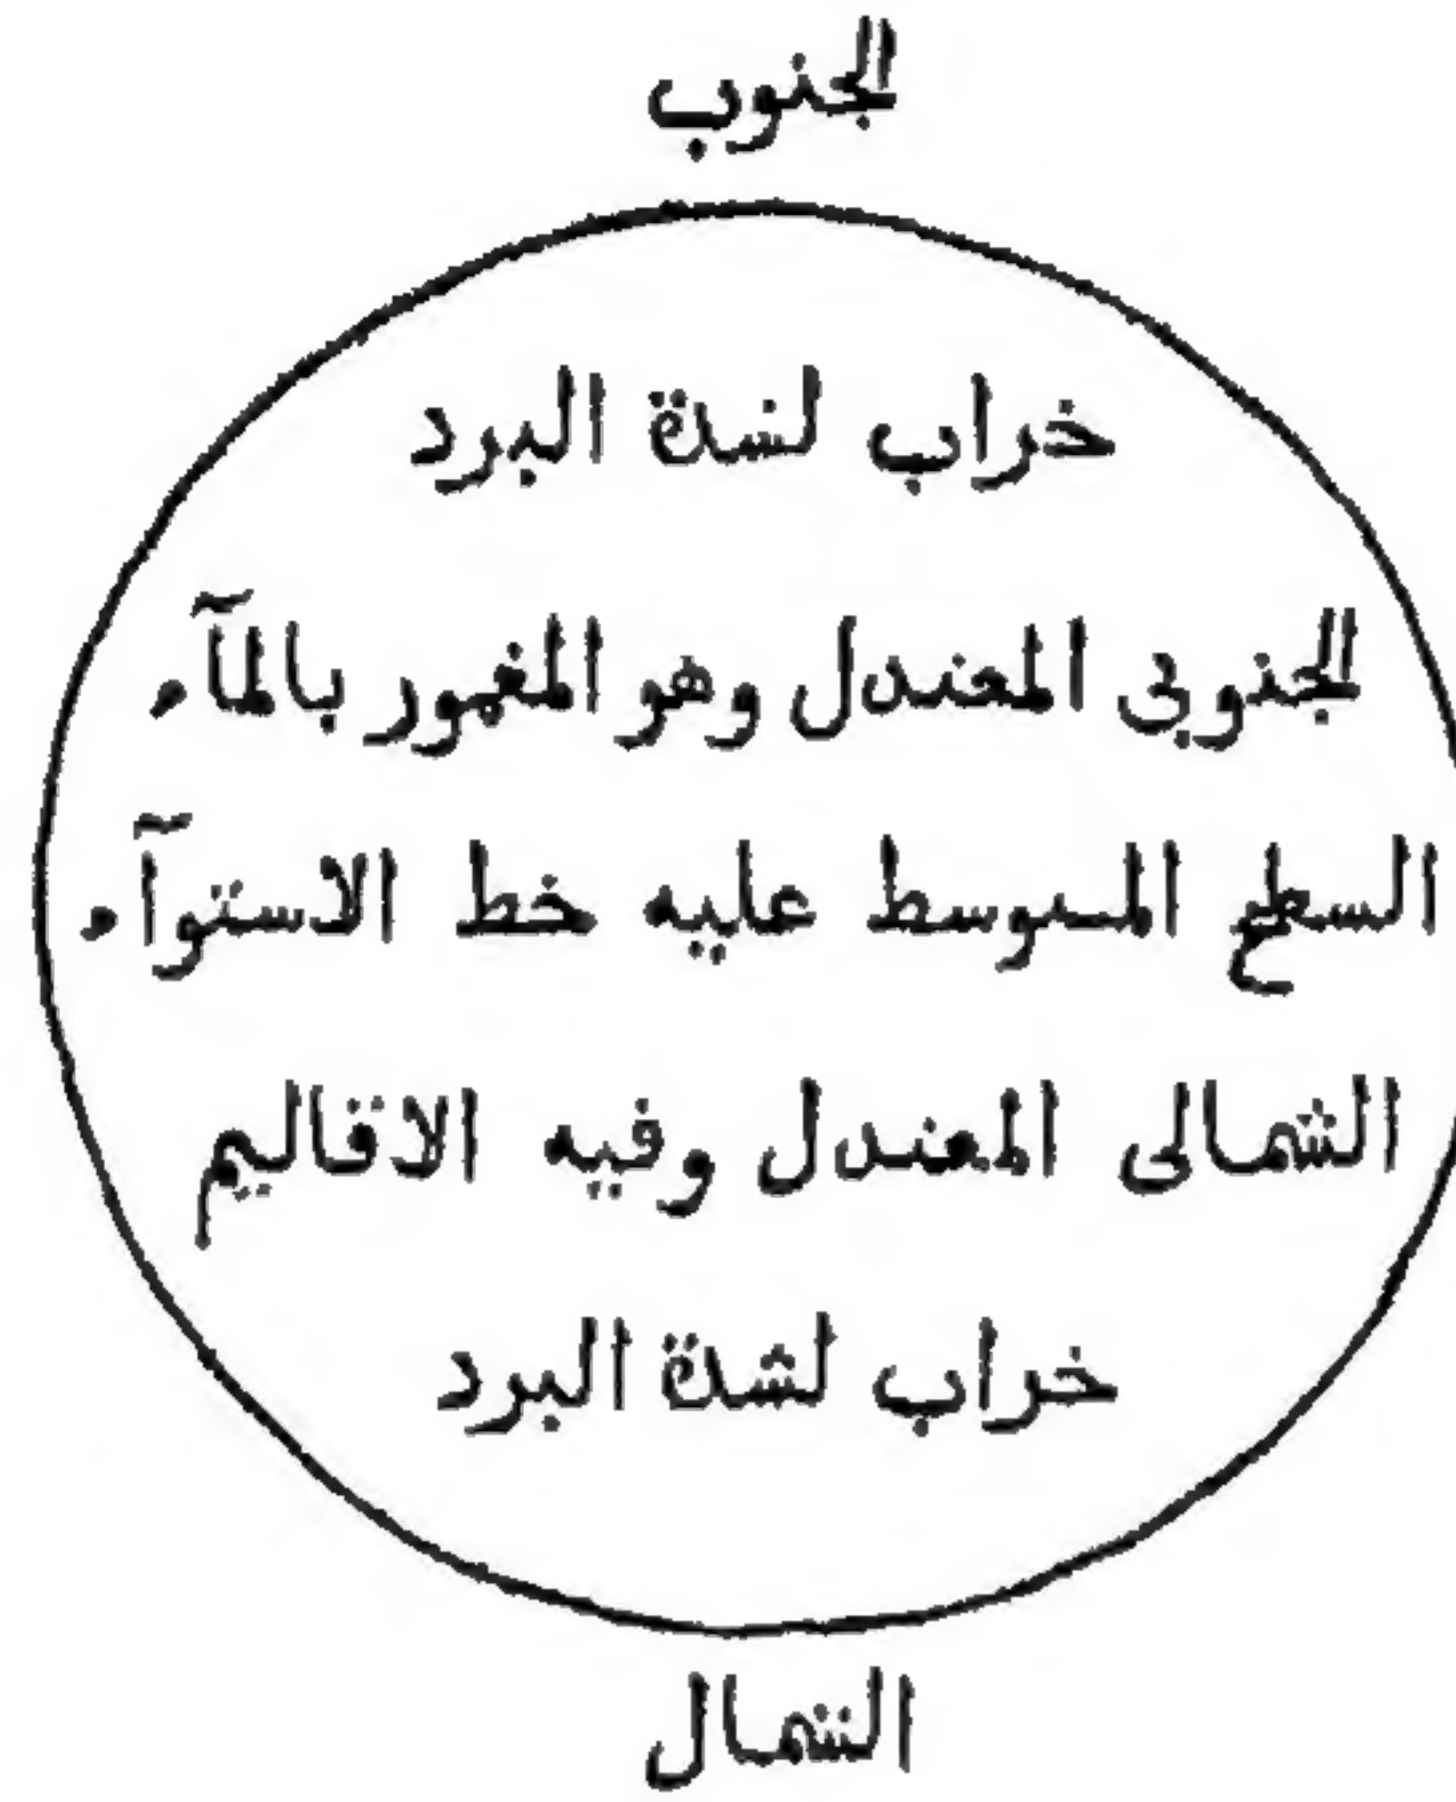 الجنوب
خراب لشدة البرد
الجنوبى المعتدل وهو المغمور بالمآء
السطح المتوسط عليه خط الاستوآء
الشمالى المعتدل وفيه الاقاليم
خراب لشدة البرد
الشمال